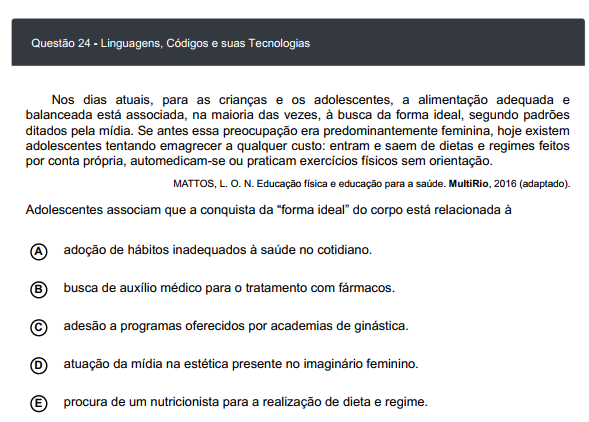 Questão 24 - Linguagens, Códigos e suas Tecnologias
Nos dias atuais, para as crianças e os adolescentes, a alimentação adequada e
balanceada está associada, na maioria das vezes, à busca da forma ideal, segundo padrões
ditados pela mídia. Se antes essa preocupação era predominantemente feminina, hoje existem
adolescentes tentando emagrecer a qualquer custo: entram e saem de dietas e regimes feitos
por conta própria, automedicam-se ou praticam exercícios físicos sem orientação.
MATTOS, L. O. N. Educação física e educação para a saúde. MultiRio, 2016 (adaptado).
Adolescentes associam que a conquista da “forma ideal” do corpo está relacionada à
A adoção de hábitos inadequados à saúde no cotidiano.
B busca de auxílio médico para o tratamento com fármacos.
C adesão a programas oferecidos por academias de ginástica.
D atuação da mídia na estética presente no imaginário feminino.
E procura de um nutricionista para a realização de dieta e regime.